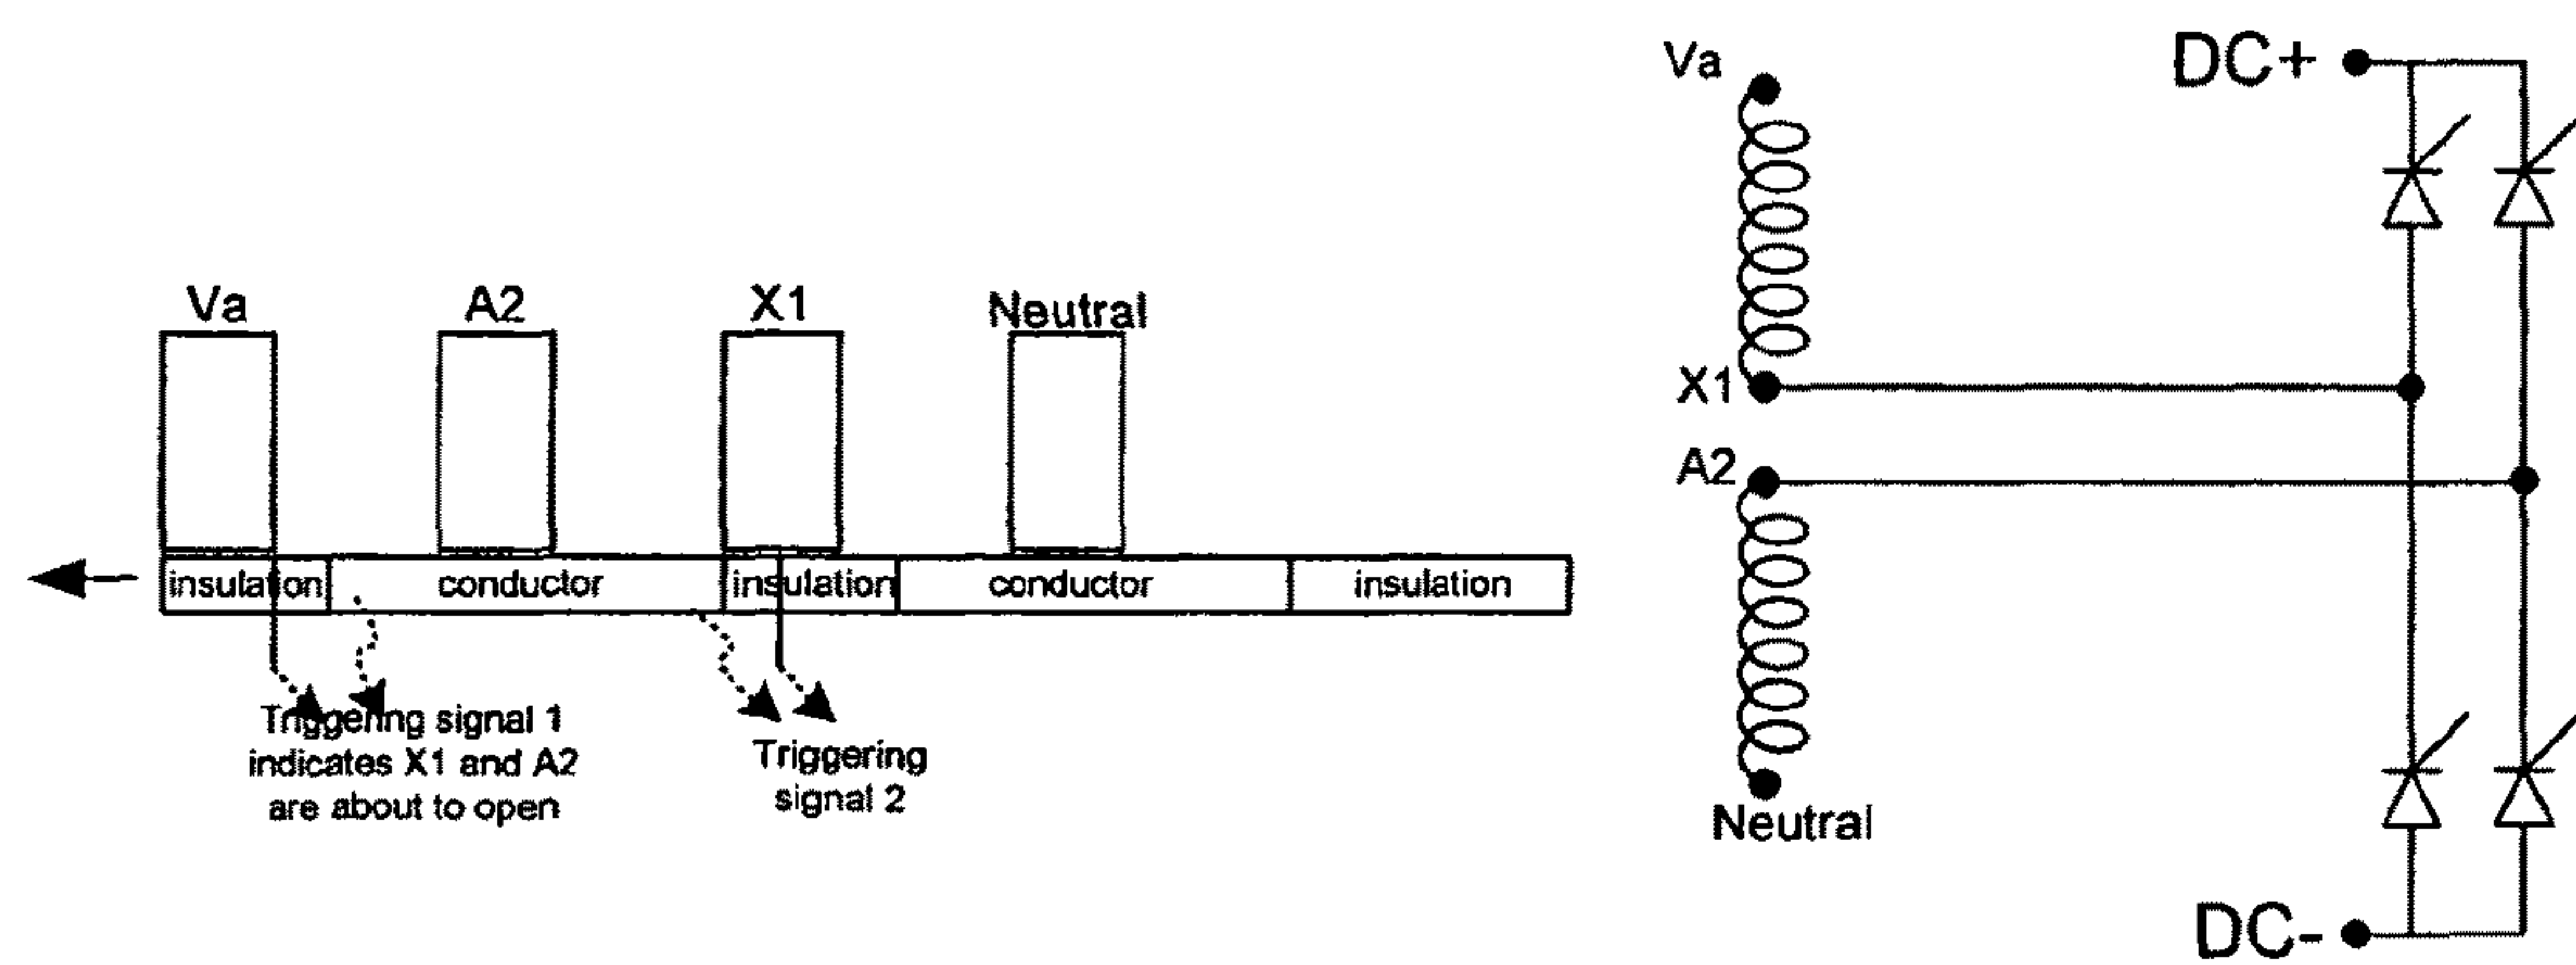 Va
A2
X1
Neutral
insulation
conductor
insulation
conductor
insulation
Triggering signal 1
indicates X1 and A2
are about to open
Triggering
signal 2
Va
X1
A2
Neutral
DC+
DC-